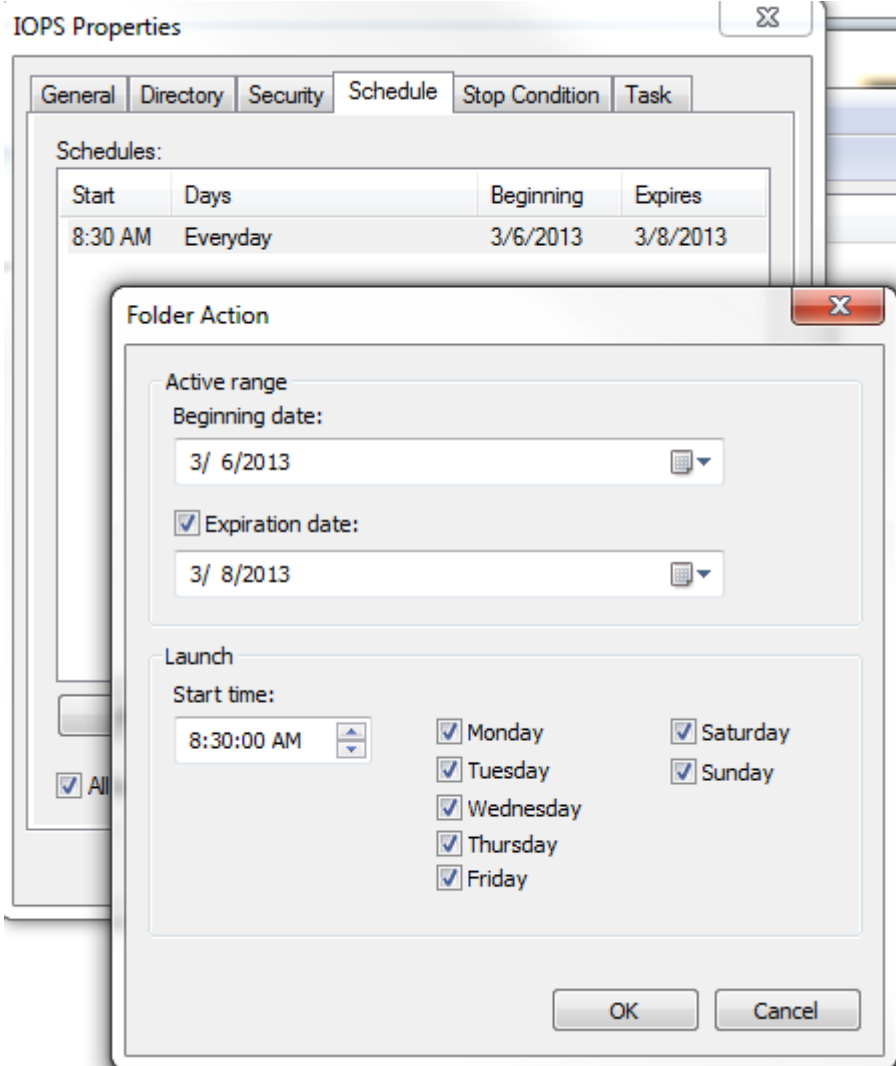 IOPS Properties
General Directory Security Schedule Stop Condition Task
Schedules:
Start Days Beginning Expires
8:30 AM Everyday 3/6/2013 3/8/2013
Folder Action
Active range
Beginning date:
3/ 6/2013
Expiration date:
3/ 8/2013
Launch
Start time:
8:30:00 AM
Monday
Tuesday
Wednesday
Thursday
Friday
Saturday
Sunday
All
OK Cancel